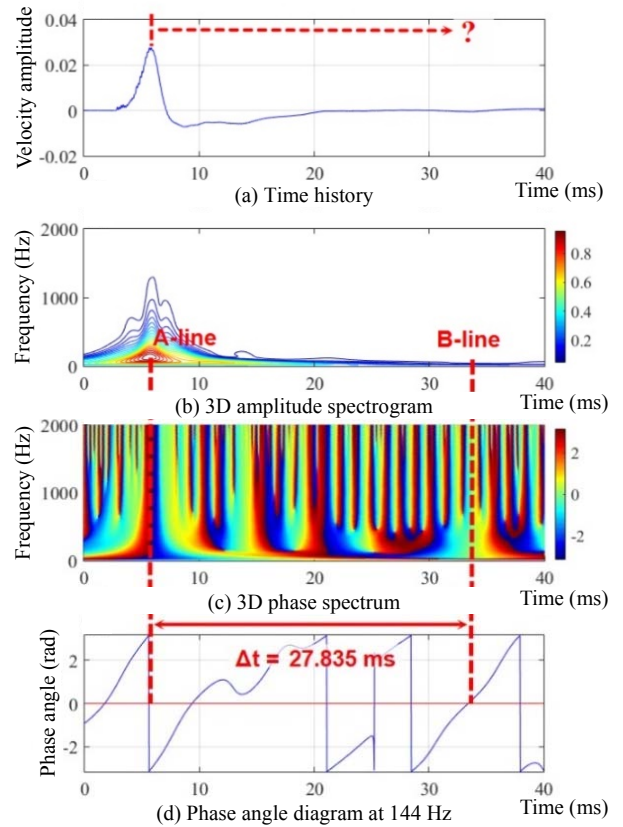 Velocity amplitude
0.04
0.02
0
-0.02
?
0
10
20
30
40
Time (ms)
(a) Time history
Frequency (Hz)
2000
1000
0
A-line
B-line
0.8
0.6
0.4
0.2
0
10
20
30
40
Time (ms)
(b) 3D amplitude spectrogram
Frequency (Hz)
2000
1000
0
2
0
-2
0
10
20
30
40
Time (ms)
(c) 3D phase spectrum
Phase angle (rad)
2
0
-2
Δt = 27.835 ms
0
10
20
30
40
Time (ms)
(d) Phase angle diagram at 144 Hz